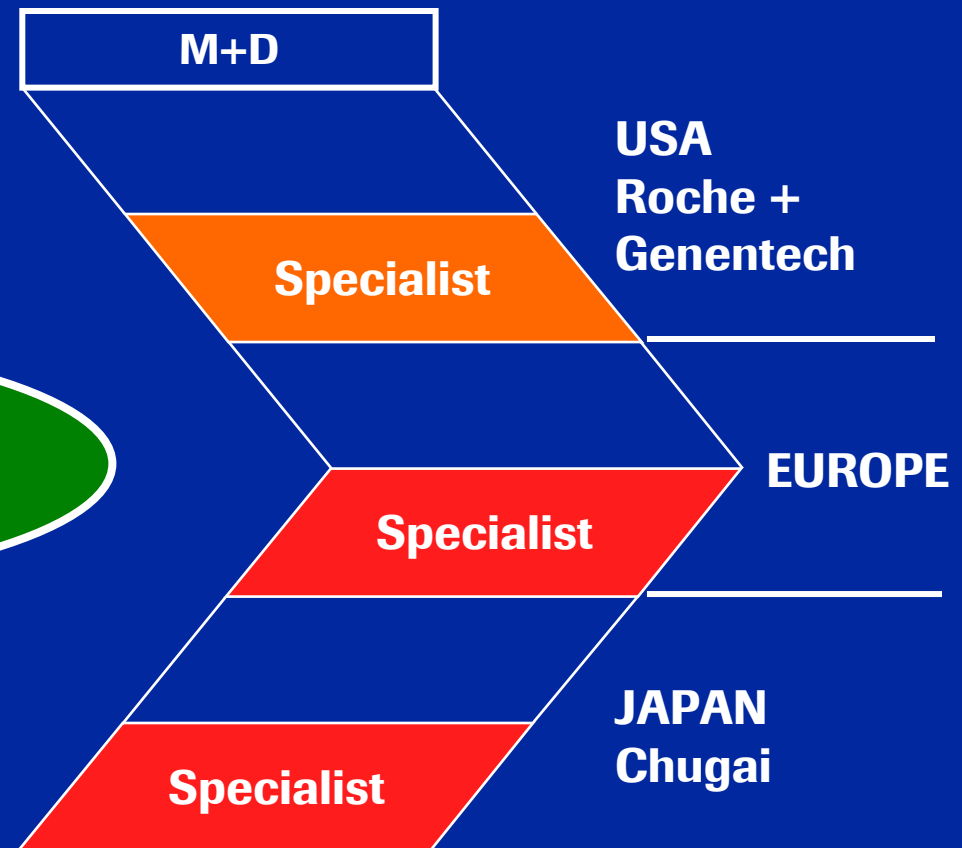 M+D
USA
Roche +
Genentech
Specialist
EUROPE
Specialist
JAPAN
Chugai
Specialist